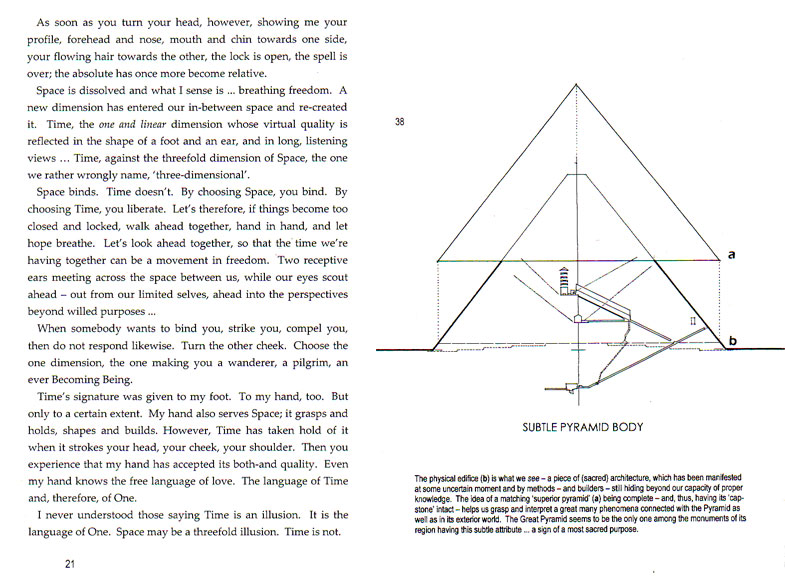 As soon as you turn your head, however, showing me your
profile, forehead and nose, mouth and chin towards one side,
your flowing hair towards the other, the lock is open, the spell is
over; the absolute has once more become relative.
Space is dissolved and what I sense is ... breathing freedom. A
new dimension has entered our in-between space and re-created
it. Time, the one and linear dimension whose virtual quality is
reflected in the shape of a foot and an ear, and in long, listening
views ... Time, against the threefold dimension of Space, the one
we rather wrongly name, ‘three-dimensional’.
Space binds. Time doesn’t. By choosing Space, you bind. By
choosing Time, you liberate. Let’s therefore, if things become too
closed and locked, walk ahead together, hand in hand, and let
hope breathe. Let’s look ahead together, so that the time we’re
having together can be a movement in freedom. Two receptive
ears meeting across the space between us, while our eyes scout
ahead – out from our limited selves, ahead into the perspectives
beyond willed purposes ...
When somebody wants to bind you, strike you, compel you,
then do not respond likewise. Turn the other cheek. Choose the
one dimension, the one making you a wanderer, a pilgrim, an
ever Becoming Being.
Time’s signature was given to my foot. To my hand, too. But
only to a certain extent. My hand also serves Space; it grasps and
holds, shapes and builds. However, Time has taken hold of it
when it strokes your head, your cheek, your shoulder. Then you
experience that my hand has accepted its both-and quality. Even
my hand knows the free language of love. The language of Time
and, therefore, of One.
I never understood those saying Time is an illusion. It is the
language of One. Space may be a threefold illusion. Time is not.
21
38
a
b
SUBTLE PYRAMID BODY
The physical edifice (b) is what we see – a piece of (sacred) architecture, which has been manifested
at some uncertain moment and by methods – and builders – still hiding beyond our capacity of proper
knowledge. The idea of a matching ‘superior pyramid’ (a) being complete – and, thus, having its ‘cap-
stone’ intact – helps us grasp and interpret a great many phenomena connected with the Pyramid as
well as in its exterior world. The Great Pyramid seems to be the only one among the monuments of its
region having this subtle attribute ... a sign of a most sacred purpose.